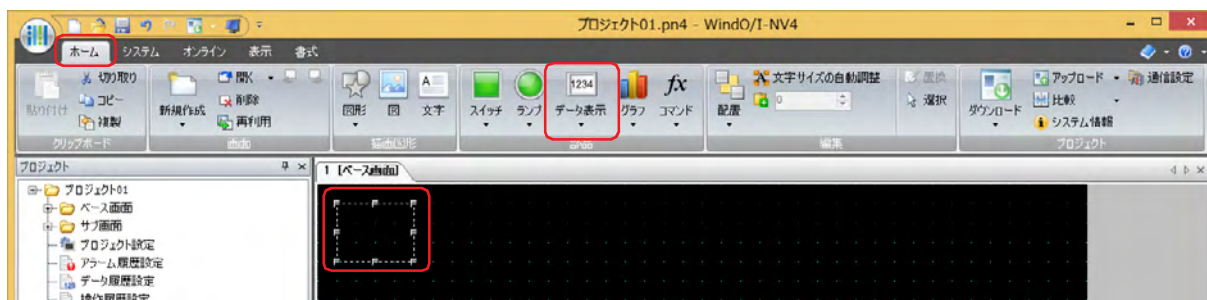 プロジェクト01.pn4 - WindO/I-NV4
ホーム システム オンライン 表示 書式
貼り付け 切り取り コピー 複製
クリップボード
新規作成 開く 削除 再利用
画面
図形 図 A 文字
描画図形
スイッチ ランプ 1234 データ表示 グラフ fx コマンド
部品
配置 文字サイズの自動調整 0 置換 選択
編集
ダウンロード アップロード 比較 システム情報 通信設定
プロジェクト
プロジェクト
1 [ベース画面]
プロジェクト01
ベース画面
サブ画面
プロジェクト設定
アラーム履歴設定
データ履歴設定
操作履歴設定